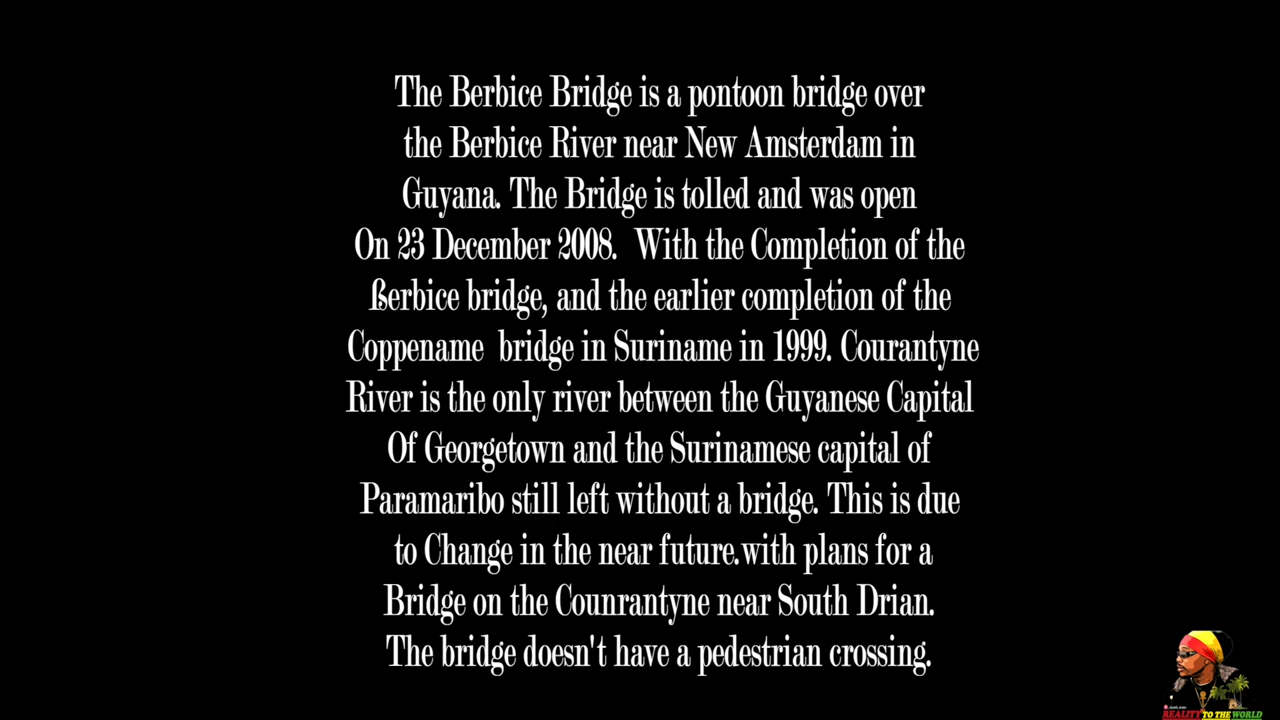 The Berbice Bridge is a pontoon bridge over
the Berbice River near New Amsterdam in
Guyana. The Bridge is tolled and was open
On 23 December 2008.  With the Completion of the
ßerbice bridge, and the earlier completion of the
Coppename  bridge in Suriname in 1999. Courantyne
River is the only river between the Guyanese Capital
Of Georgetown and the Surinamese capital of
Paramaribo still left without a bridge. This is due
to Change in the near future.with plans for a
Bridge on the Counrantyne near South Drian.
The bridge doesn't have a pedestrian crossing.
REALITY TO THE WORLD